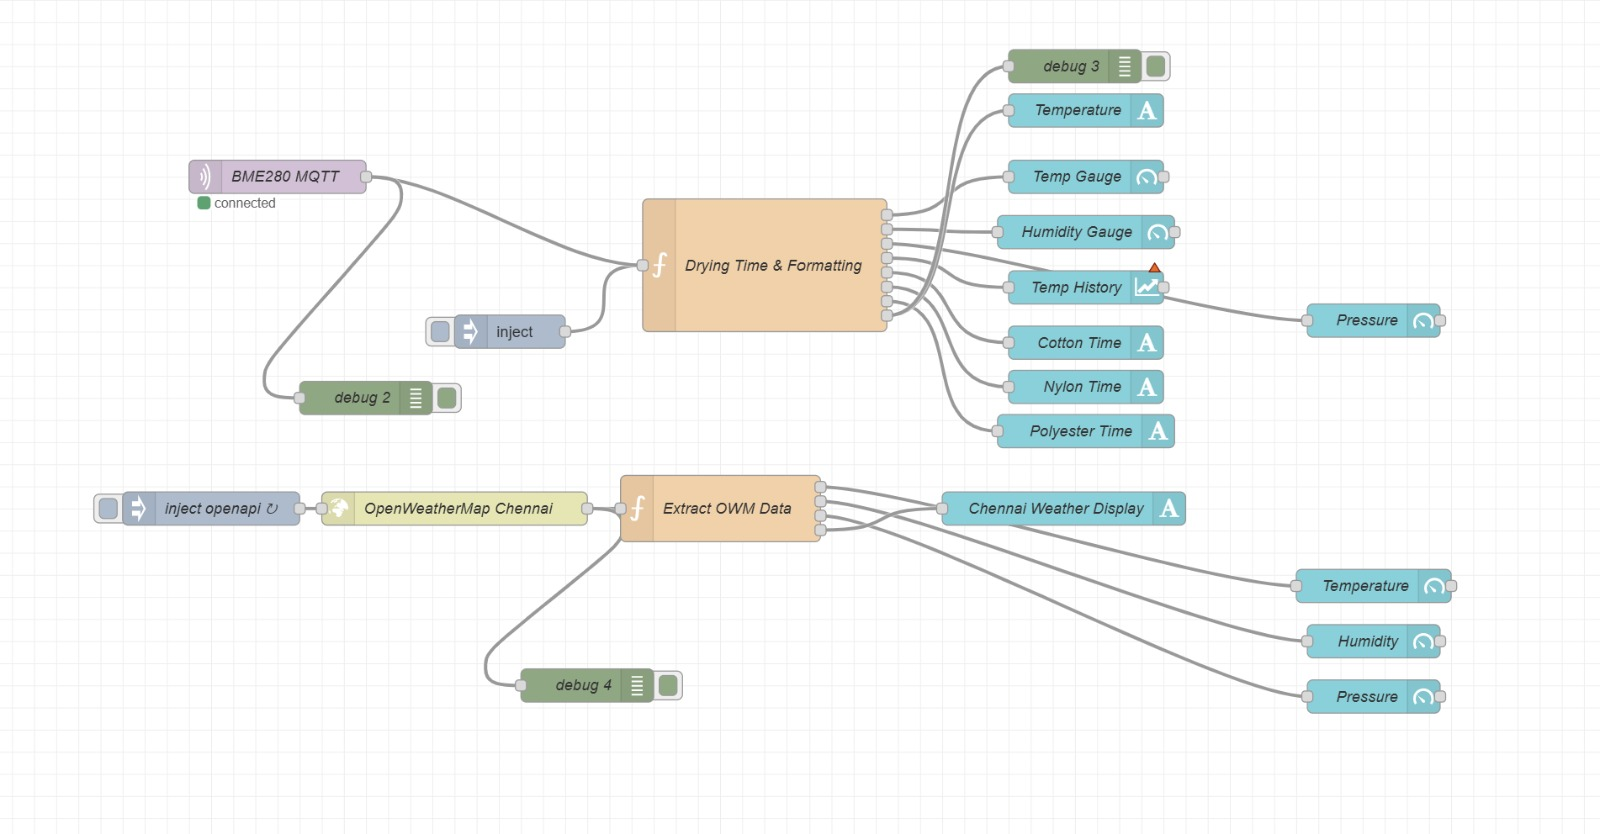 debug 3
Temperature
BME280 MQTT
connected
Temp Gauge
Humidity Gauge
Drying Time & Formatting
Temp History
Pressure
inject
Cotton Time
Nylon Time
debug 2
Polyester Time
inject openapi ↻
OpenWeatherMap Chennai
Extract OWM Data
Chennai Weather Display
Temperature
Humidity
debug 4
Pressure